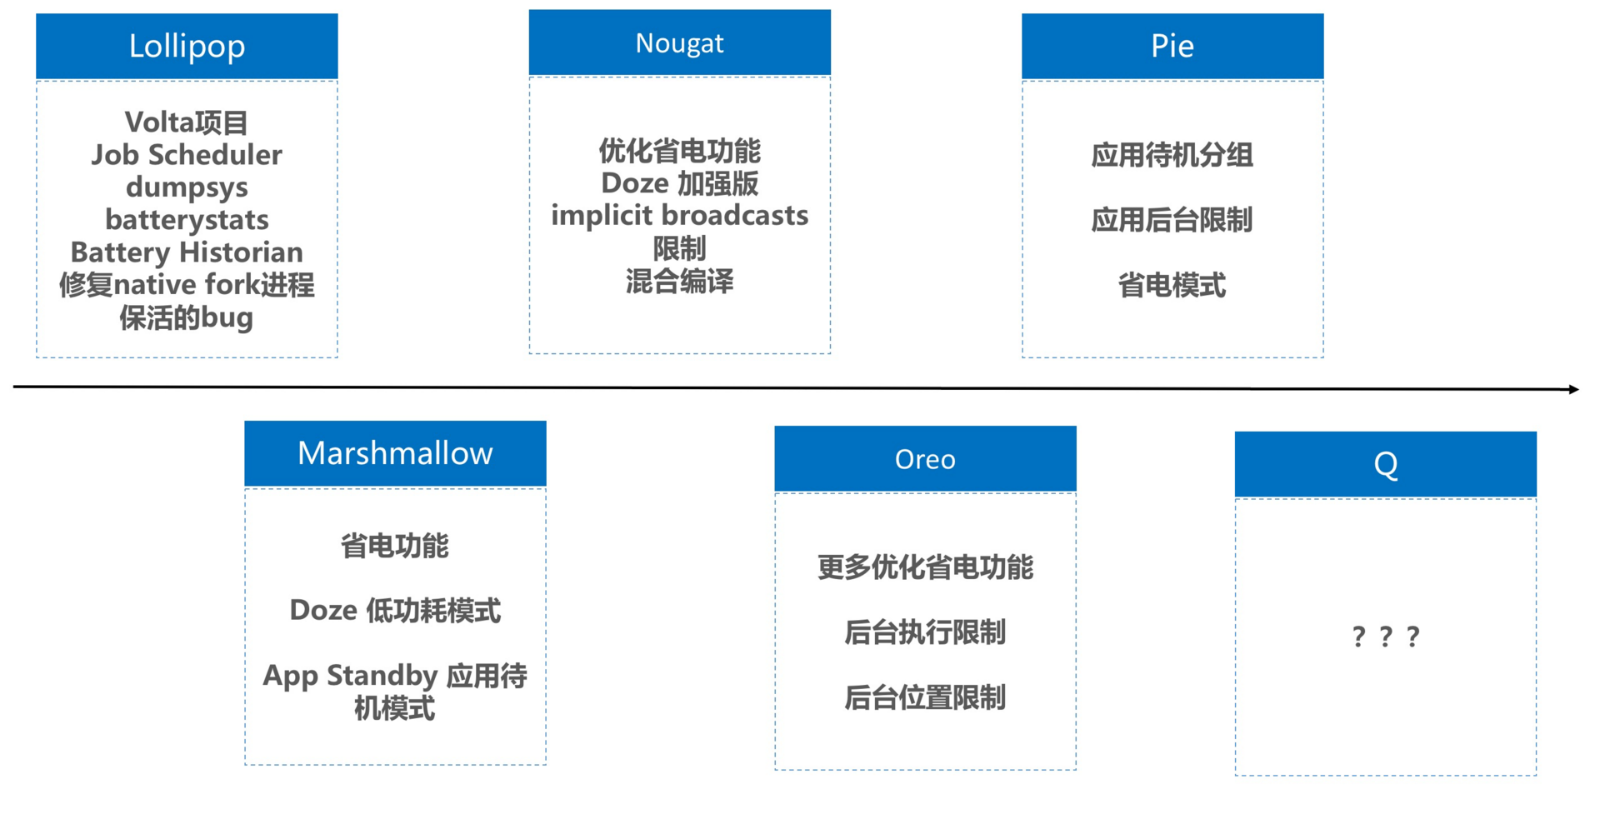 Lollipop
Volta项目
Job Scheduler
dumpsys
batterystats
Battery Historian
修复native fork进程
保活的bug
Nougat
优化省电功能
Doze 加强版
implicit broadcasts
限制
混合编译
Pie
应用待机分组
应用后台限制
省电模式
Marshmallow
省电功能
Doze 低功耗模式
App Standby 应用待
机模式
Oreo
更多优化省电功能
后台执行限制
后台位置限制
Q
？？？